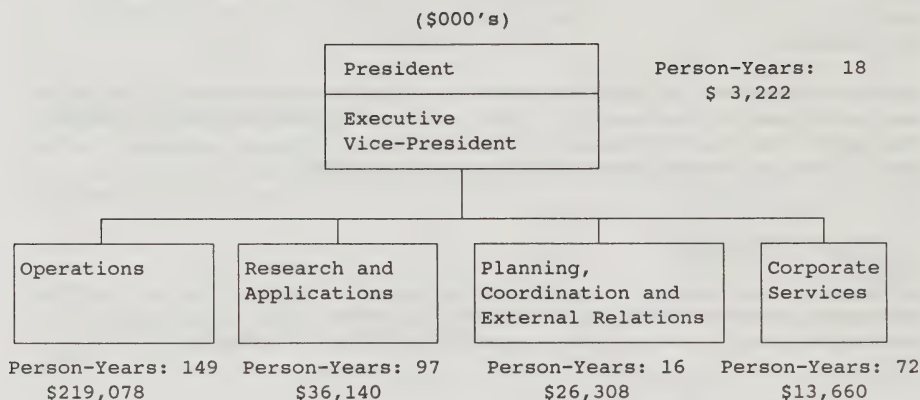 ($000's)
President
Executive
Vice-President
Person-Years: 18
$ 3,222
Operations
Research and
Applications
Planning,
Coordination and
External Relations
Corporate
Services
Person-Years: 149
$219,078
Person-Years: 97
$36,140
Person-Years: 16
$26,308
Person-Years: 72
$13,660